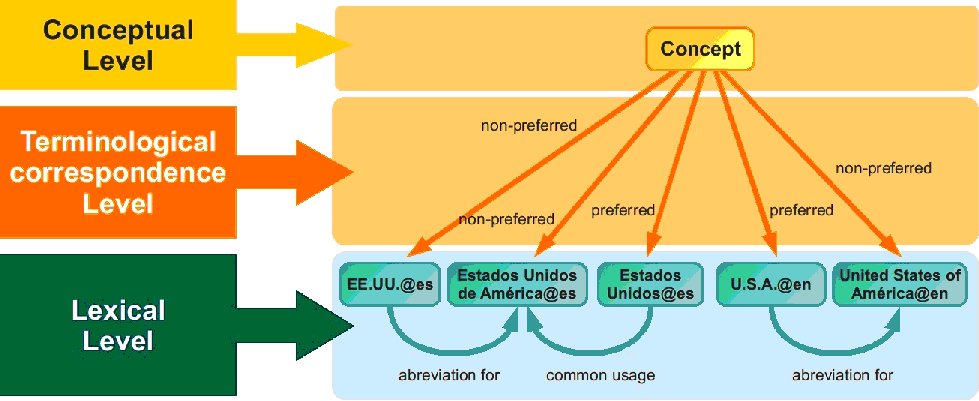 Conceptual
Level
Concept
Terminological
correspondence
Level
non-preferred
non-preferred
non-preferred
preferred
preferred
Lexical
Level
EE.UU.@es
Estados Unidos
de América@es
Estados
Unidos@es
U.S.A.@en
United States of
América@en
abreviation for
common usage
abreviation for